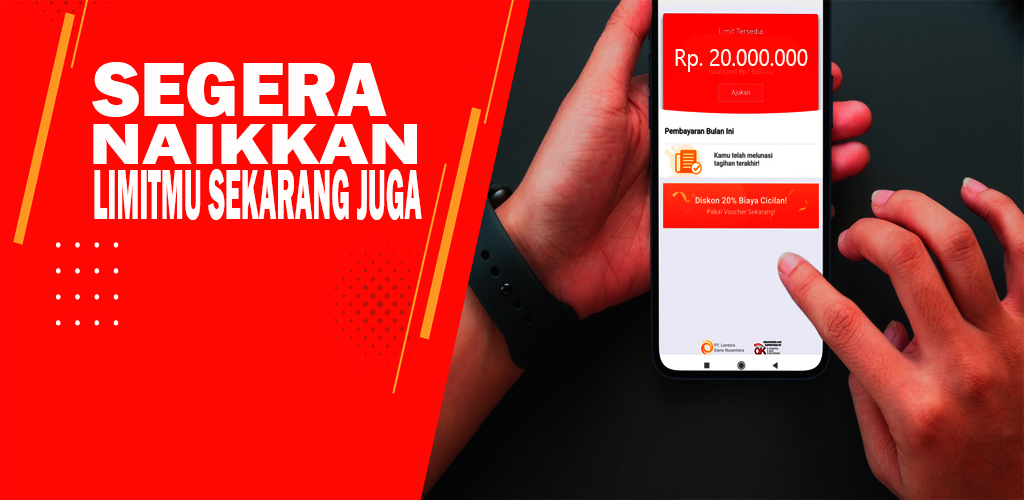 SEGERA
NAIKKAN
LIMITMU SEKARANG JUGA
Limit Tersedia
Rp. 20.000.000
Ajukan
Pembayaran Bulan Ini
Kamu telah melunasi
tagihan terakhir!
Diskon 20% Biaya Cicilan!
Pakai Voucher Sekarang!
PT. Lentera
Dana Nusantara